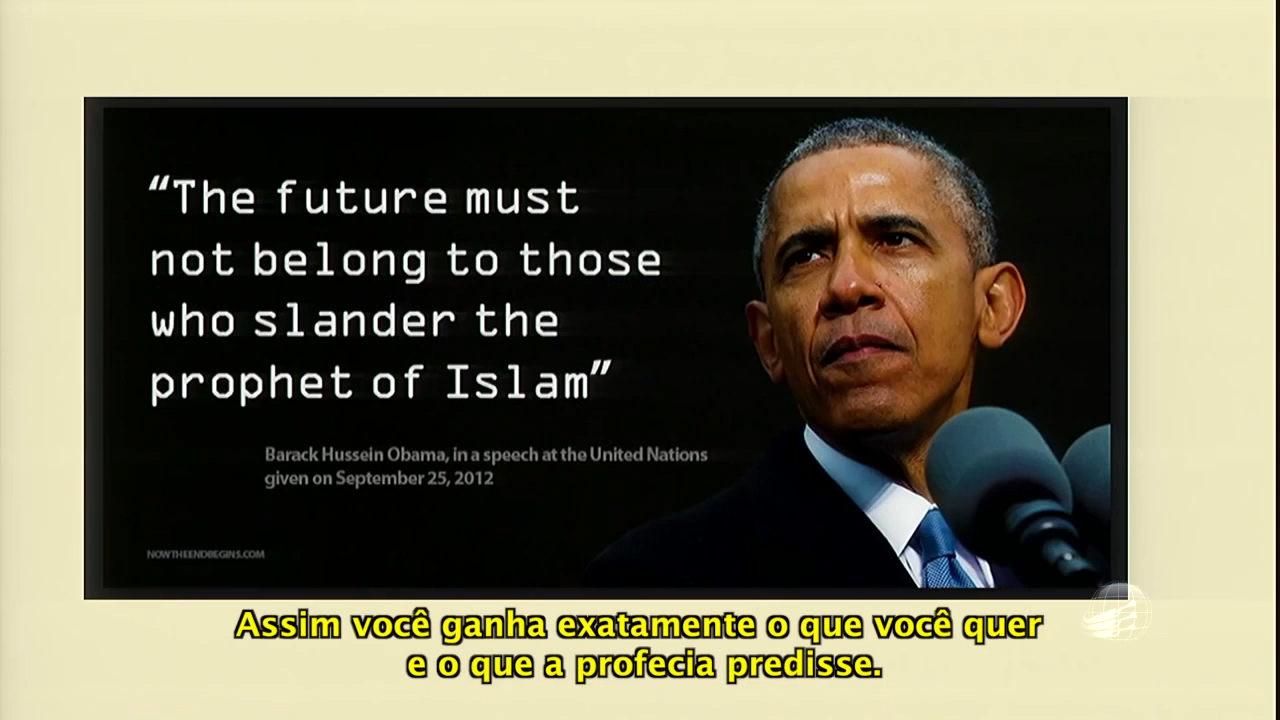 “The future must
not belong to those
who slander the
prophet of Islam”
Barack Hussein Obama, in a speech at the United Nations
given on September 25, 2012
NOWTHEENDBEGINS.COM
Assim você ganha exatamente o que você quer
e o que a profecia predisse.